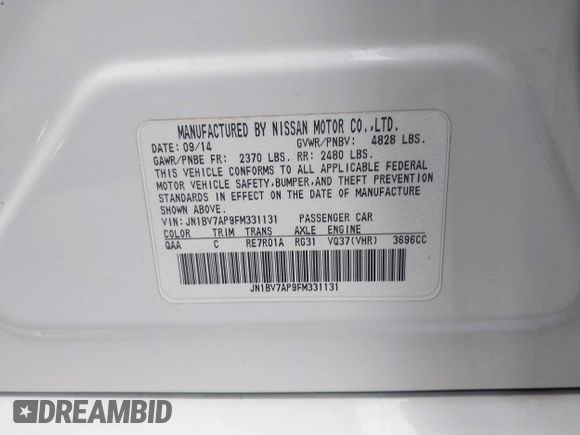 MANUFACTURED BY NISSAN MOTOR CO.,LTD.
DATE: 09/14 GVWR/PNBV: 4828 LBS.
GAWR/PNBE FR: 2370 LBS. RR: 2480 LBS.
THIS VEHICLE CONFORMS TO ALL APPLICABLE FEDERAL
MOTOR VEHICLE SAFETY,BUMPER,AND THEFT PREVENTION
STANDARDS IN EFFECT ON THE DATE OF MANUFACTURE
SHOWN ABOVE.
VIN: JN1BV7AP9FM331131 PASSENGER CAR
COLOR TRIM TRANS AXLE ENGINE
QAA C RE7R01A RG31 VQ37(VHR) 3696CC
JN1BV7AP9FM331131
DREAMBID